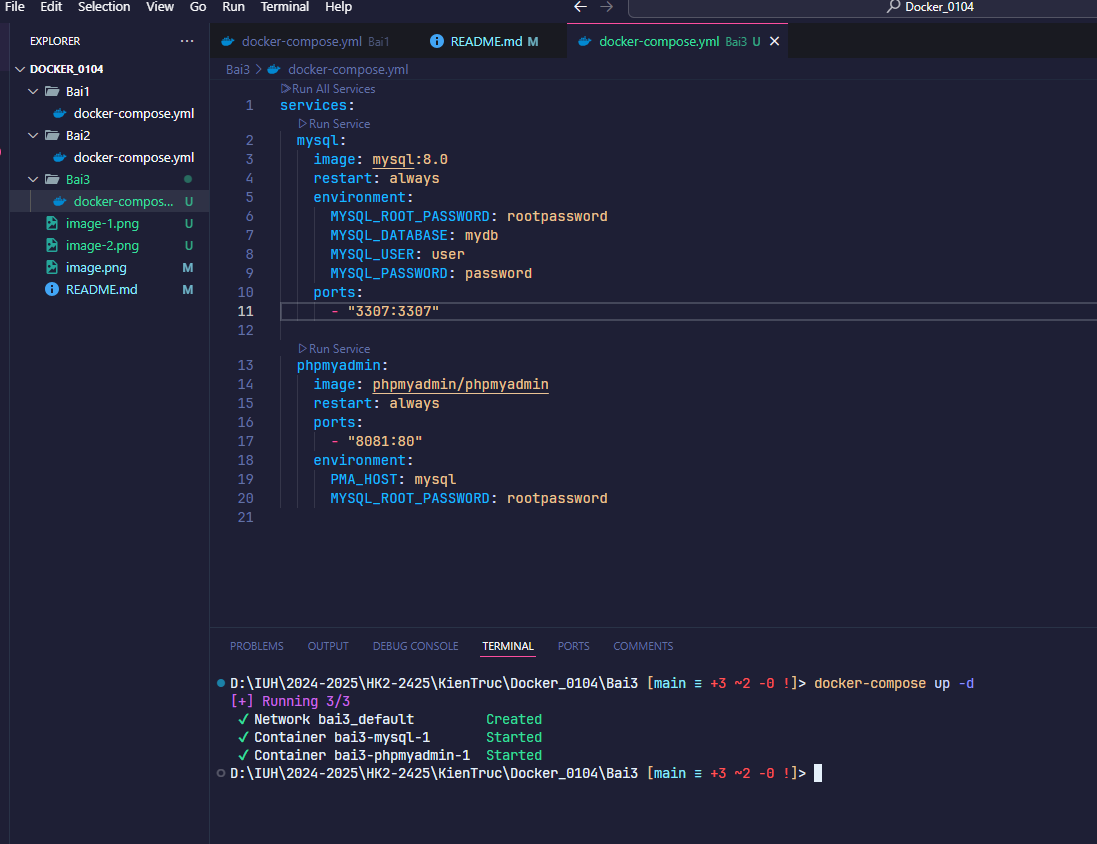 File Edit Selection View Go Run Terminal Help
Docker_0104
EXPLORER
DOCKER_0104
Bai1
docker-compose.yml
Bai2
docker-compose.yml
Bai3
docker-compos... U
image-1.png U
image-2.png U
image.png M
README.md M
docker-compose.yml Bai1
README.md M
docker-compose.yml Bai3 U
Bai3 > docker-compose.yml
Run All Services
1 services:
Run Service
2 mysql:
3 image: mysql:8.0
4 restart: always
5 environment:
6 MYSQL_ROOT_PASSWORD: rootpassword
7 MYSQL_DATABASE: mydb
8 MYSQL_USER: user
9 MYSQL_PASSWORD: password
10 ports:
11 - "3307:3307"
12
Run Service
13 phpmyadmin:
14 image: phpmyadmin/phpmyadmin
15 restart: always
16 ports:
17 - "8081:80"
18 environment:
19 PMA_HOST: mysql
20 MYSQL_ROOT_PASSWORD: rootpassword
21
PROBLEMS OUTPUT DEBUG CONSOLE TERMINAL PORTS COMMENTS
D:\IUH\2024-2025\HK2-2425\KienTruc\Docker_0104\Bai3 [main ≡ +3 ~2 -0 !]> docker-compose up -d
[+] Running 3/3
✔ Network bai3_default Created
✔ Container bai3-mysql-1 Started
✔ Container bai3-phpmyadmin-1 Started
D:\IUH\2024-2025\HK2-2425\KienTruc\Docker_0104\Bai3 [main ≡ +3 ~2 -0 !]>